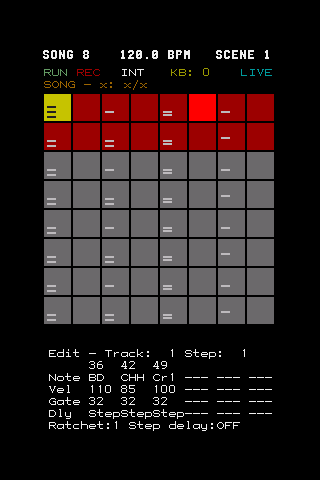 SONG 8 120.0 BPM SCENE 1
RUN REC INT KB: 0 LIVE
SONG - x: x/x
Edit - Track: 1 Step: 1
36 42 49
Note BD CHH Cr1 --- --- ---
Vel 110 85 100 --- --- ---
Gate 32 32 32 --- --- ---
Dly StepStepStep--- --- ---
Ratchet:1 Step delay:OFF